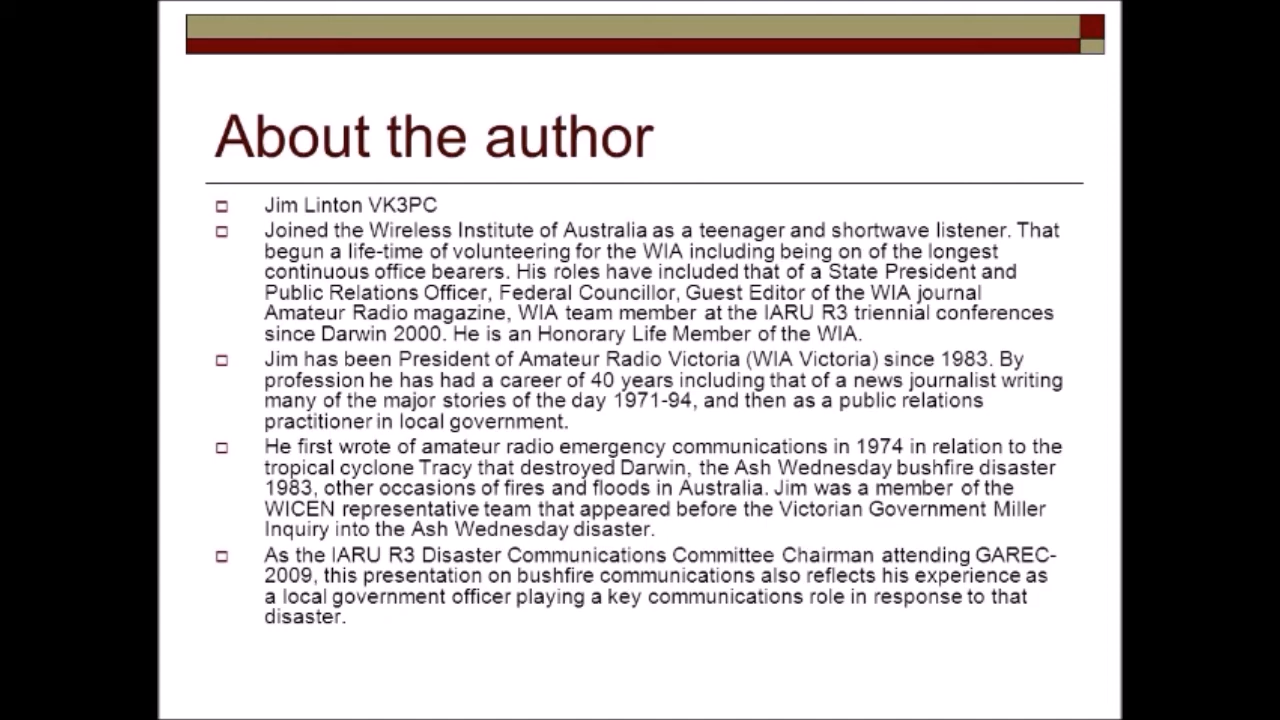 About the author
Jim Linton VK3PC
Joined the Wireless Institute of Australia as a teenager and shortwave listener. That
begun a life-time of volunteering for the WIA including being on of the longest
continuous office bearers. His roles have included that of a State President and
Public Relations Officer, Federal Councillor, Guest Editor of the WIA journal
Amateur Radio magazine, WIA team member at the IARU R3 triennial conferences
since Darwin 2000. He is an Honorary Life Member of the WIA.
Jim has been President of Amateur Radio Victoria (WIA Victoria) since 1983. By
profession he has had a career of 40 years including that of a news journalist writing
many of the major stories of the day 1971-94, and then as a public relations
practitioner in local government.
He first wrote of amateur radio emergency communications in 1974 in relation to the
tropical cyclone Tracy that destroyed Darwin, the Ash Wednesday bushfire disaster
1983, other occasions of fires and floods in Australia. Jim was a member of the
WICEN representative team that appeared before the Victorian Government Miller
Inquiry into the Ash Wednesday disaster.
As the IARU R3 Disaster Communications Committee Chairman attending GAREC-
2009, this presentation on bushfire communications also reflects his experience as
a local government officer playing a key communications role in response to that
disaster.